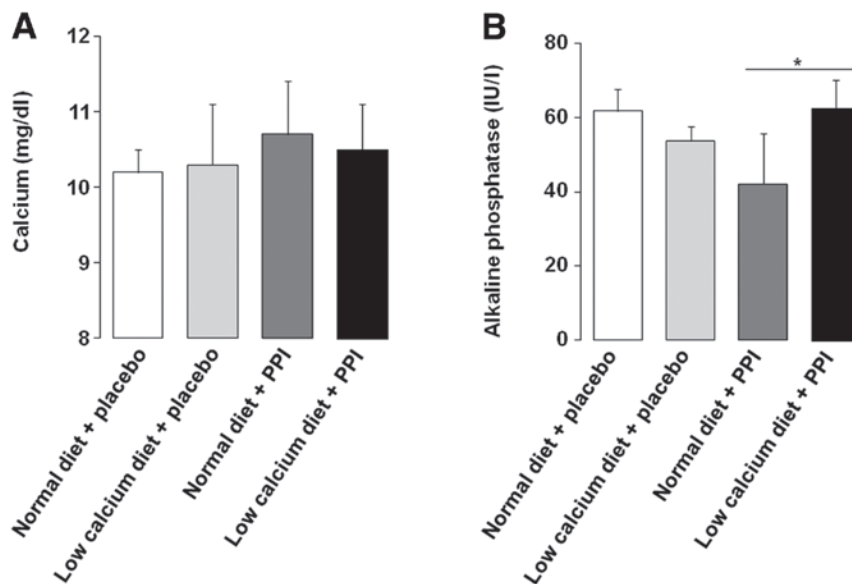 A
Calcium (mg/dl)
12
11
10
9
8
Normal diet + placebo
Low calcium diet + placebo
Normal diet + PPI
Low calcium diet + PPI
B
Alkaline phosphatase (IU/l)
80
60
40
60
0
*
Normal diet + placebo
Low calcium diet + placebo
Normal diet + PPI
Low calcium diet + PPI